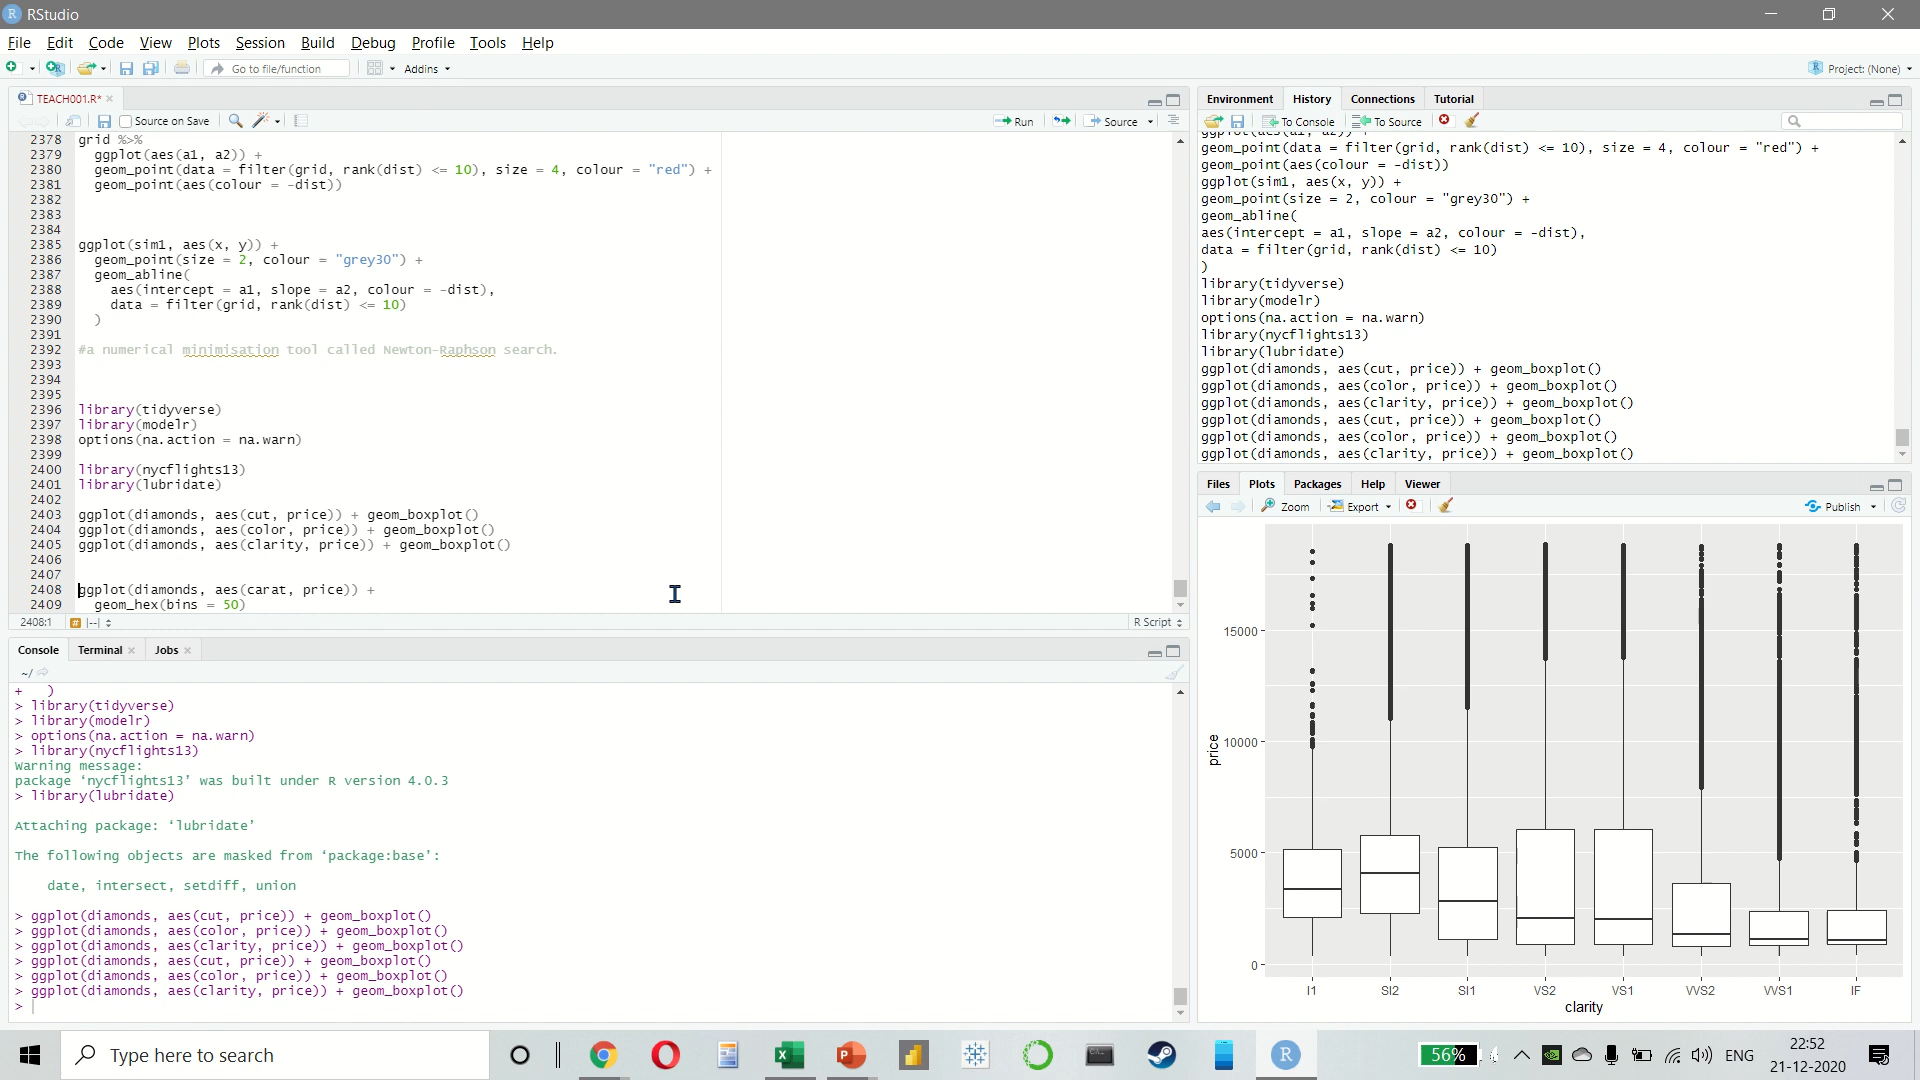 RStudio
File Edit Code View Plots Session Build Debug Profile Tools Help
Go to file/function Addins Project: (None)
TEACH001.R*
Source on Save Run Source
2378 grid %>%
2379 ggplot(aes(a1, a2)) +
2380 geom_point(data = filter(grid, rank(dist) <= 10), size = 4, colour = "red") +
2381 geom_point(aes(colour = -dist))
2382
2383
2384
2385 ggplot(sim1, aes(x, y)) +
2386 geom_point(size = 2, colour = "grey30") +
2387 geom_abline(
2388 aes(intercept = a1, slope = a2, colour = -dist),
2389 data = filter(grid, rank(dist) <= 10)
2390 )
2391
2392 #a numerical minimisation tool called Newton-Raphson search.
2393
2394
2395
2396 library(tidyverse)
2397 library(modelr)
2398 options(na.action = na.warn)
2399
2400 library(nycflights13)
2401 library(lubridate)
2402
2403 ggplot(diamonds, aes(cut, price)) + geom_boxplot()
2404 ggplot(diamonds, aes(color, price)) + geom_boxplot()
2405 ggplot(diamonds, aes(clarity, price)) + geom_boxplot()
2406
2407
2408 ggplot(diamonds, aes(carat, price)) +
2409 geom_hex(bins = 50)
2408:1 R Script
Console Terminal Jobs
~/
+ )
> library(tidyverse)
> library(modelr)
> options(na.action = na.warn)
> library(nycflights13)
Warning message:
package ‘nycflights13’ was built under R version 4.0.3
> library(lubridate)
Attaching package: ‘lubridate’
The following objects are masked from ‘package:base’:
date, intersect, setdiff, union
> ggplot(diamonds, aes(cut, price)) + geom_boxplot()
> ggplot(diamonds, aes(color, price)) + geom_boxplot()
> ggplot(diamonds, aes(clarity, price)) + geom_boxplot()
> ggplot(diamonds, aes(cut, price)) + geom_boxplot()
> ggplot(diamonds, aes(color, price)) + geom_boxplot()
> ggplot(diamonds, aes(clarity, price)) + geom_boxplot()
>
Environment History Connections Tutorial
To Console To Source
ggplot(aes(a1, a2)) +
geom_point(data = filter(grid, rank(dist) <= 10), size = 4, colour = "red") +
geom_point(aes(colour = -dist))
ggplot(sim1, aes(x, y)) +
geom_point(size = 2, colour = "grey30") +
geom_abline(
aes(intercept = a1, slope = a2, colour = -dist),
data = filter(grid, rank(dist) <= 10)
)
library(tidyverse)
library(modelr)
options(na.action = na.warn)
library(nycflights13)
library(lubridate)
ggplot(diamonds, aes(cut, price)) + geom_boxplot()
ggplot(diamonds, aes(color, price)) + geom_boxplot()
ggplot(diamonds, aes(clarity, price)) + geom_boxplot()
ggplot(diamonds, aes(cut, price)) + geom_boxplot()
ggplot(diamonds, aes(color, price)) + geom_boxplot()
ggplot(diamonds, aes(clarity, price)) + geom_boxplot()
Files Plots Packages Help Viewer
Zoom Export Publish
15000
10000
5000
0
price
I1 SI2 SI1 VS2 VS1 VVS2 VVS1 IF
clarity
Type here to search
56% ENG
22:52
21-12-2020